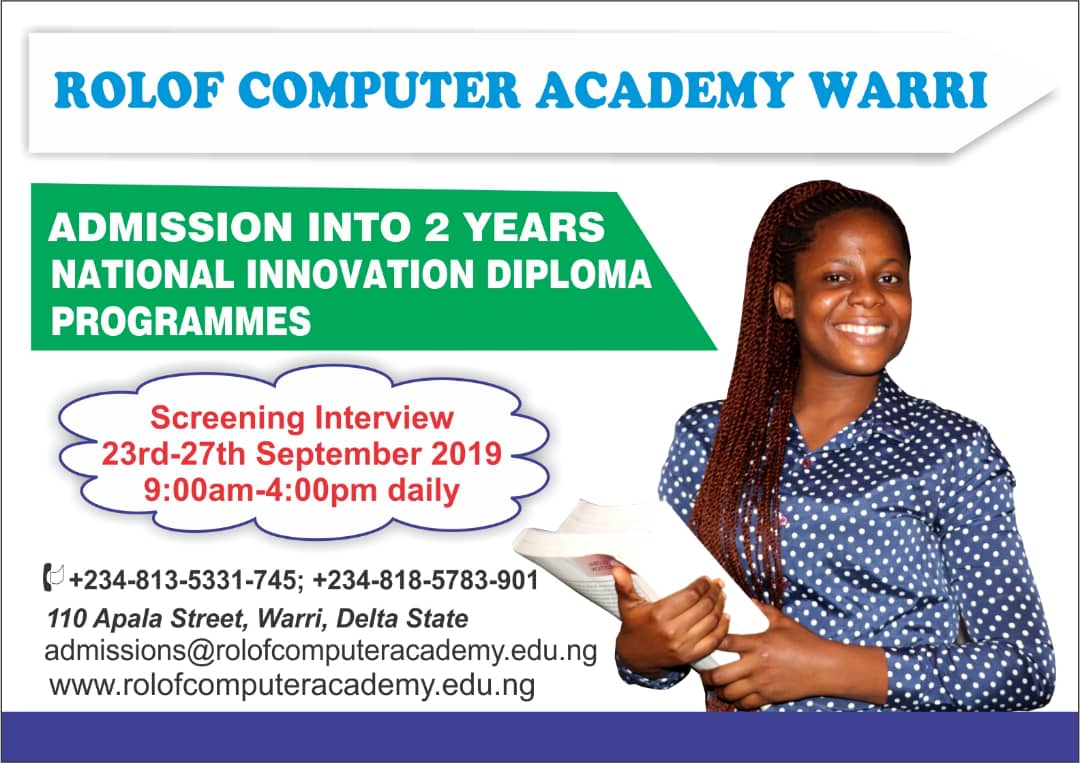 ROLOF COMPUTER ACADEMY WARRI
ADMISSION INTO 2 YEARS
NATIONAL INNOVATION DIPLOMA
PROGRAMMES
Screening Interview
23rd-27th September 2019
9:00am-4:00pm daily
+234-813-5331-745; +234-818-5783-901
110 Apala Street, Warri, Delta State
admissions@rolofcomputeracademy.edu.ng
www.rolofcomputeracademy.edu.ng